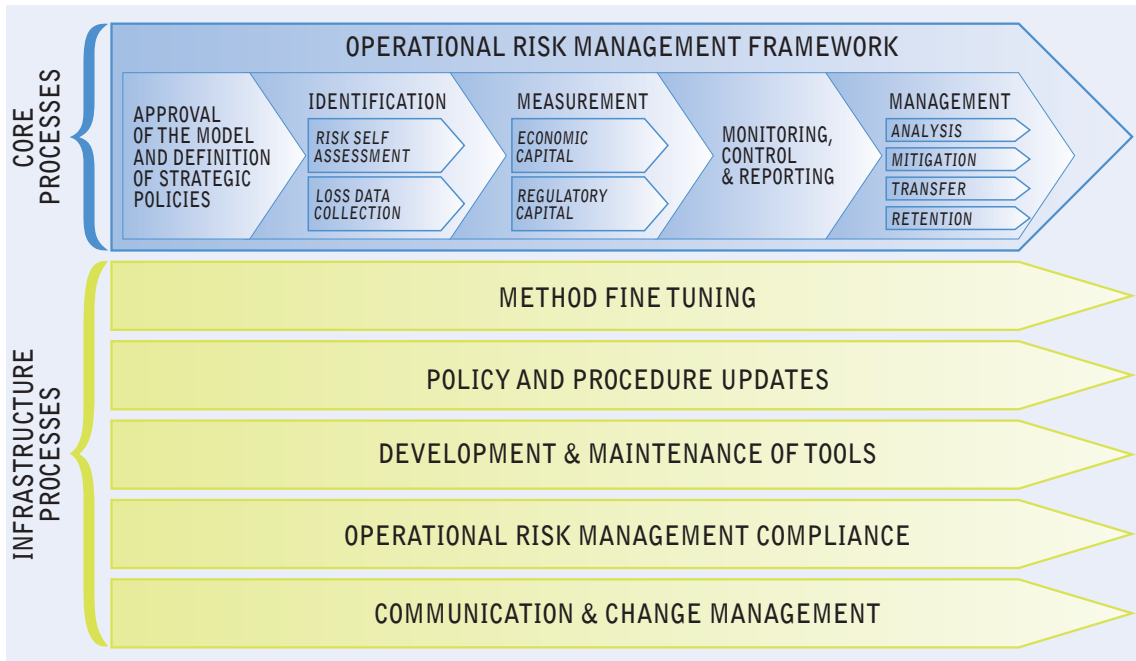 CORE
PROCESSES
OPERATIONAL RISK MANAGEMENT FRAMEWORK
APPROVAL
OF THE MODEL
AND DEFINITION
OF STRATEGIC
POLICIES
IDENTIFICATION
RISK SELF
ASSESSMENT
LOSS DATA
COLLECTION
MEASUREMENT
ECONOMIC
CAPITAL
REGULATORY
CAPITAL
MONITORING,
CONTROL
& REPORTING
MANAGEMENT
ANALYSIS
MITIGATION
TRANSFER
RETENTION
INFRASTRUCTURE
PROCESSES
METHOD FINE TUNING
POLICY AND PROCEDURE UPDATES
DEVELOPMENT & MAINTENANCE OF TOOLS
OPERATIONAL RISK MANAGEMENT COMPLIANCE
COMMUNICATION & CHANGE MANAGEMENT